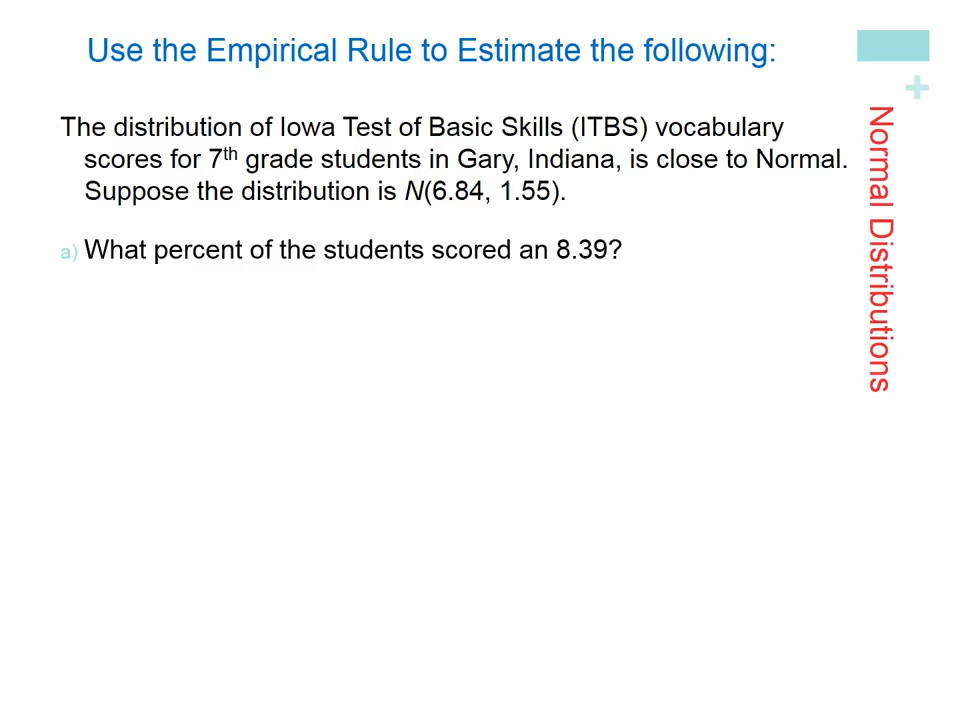 Use the Empirical Rule to Estimate the following:
The distribution of Iowa Test of Basic Skills (ITBS) vocabulary
scores for 7th grade students in Gary, Indiana, is close to Normal.
Suppose the distribution is N(6.84, 1.55).
a) What percent of the students scored an 8.39?
+
Normal Distributions